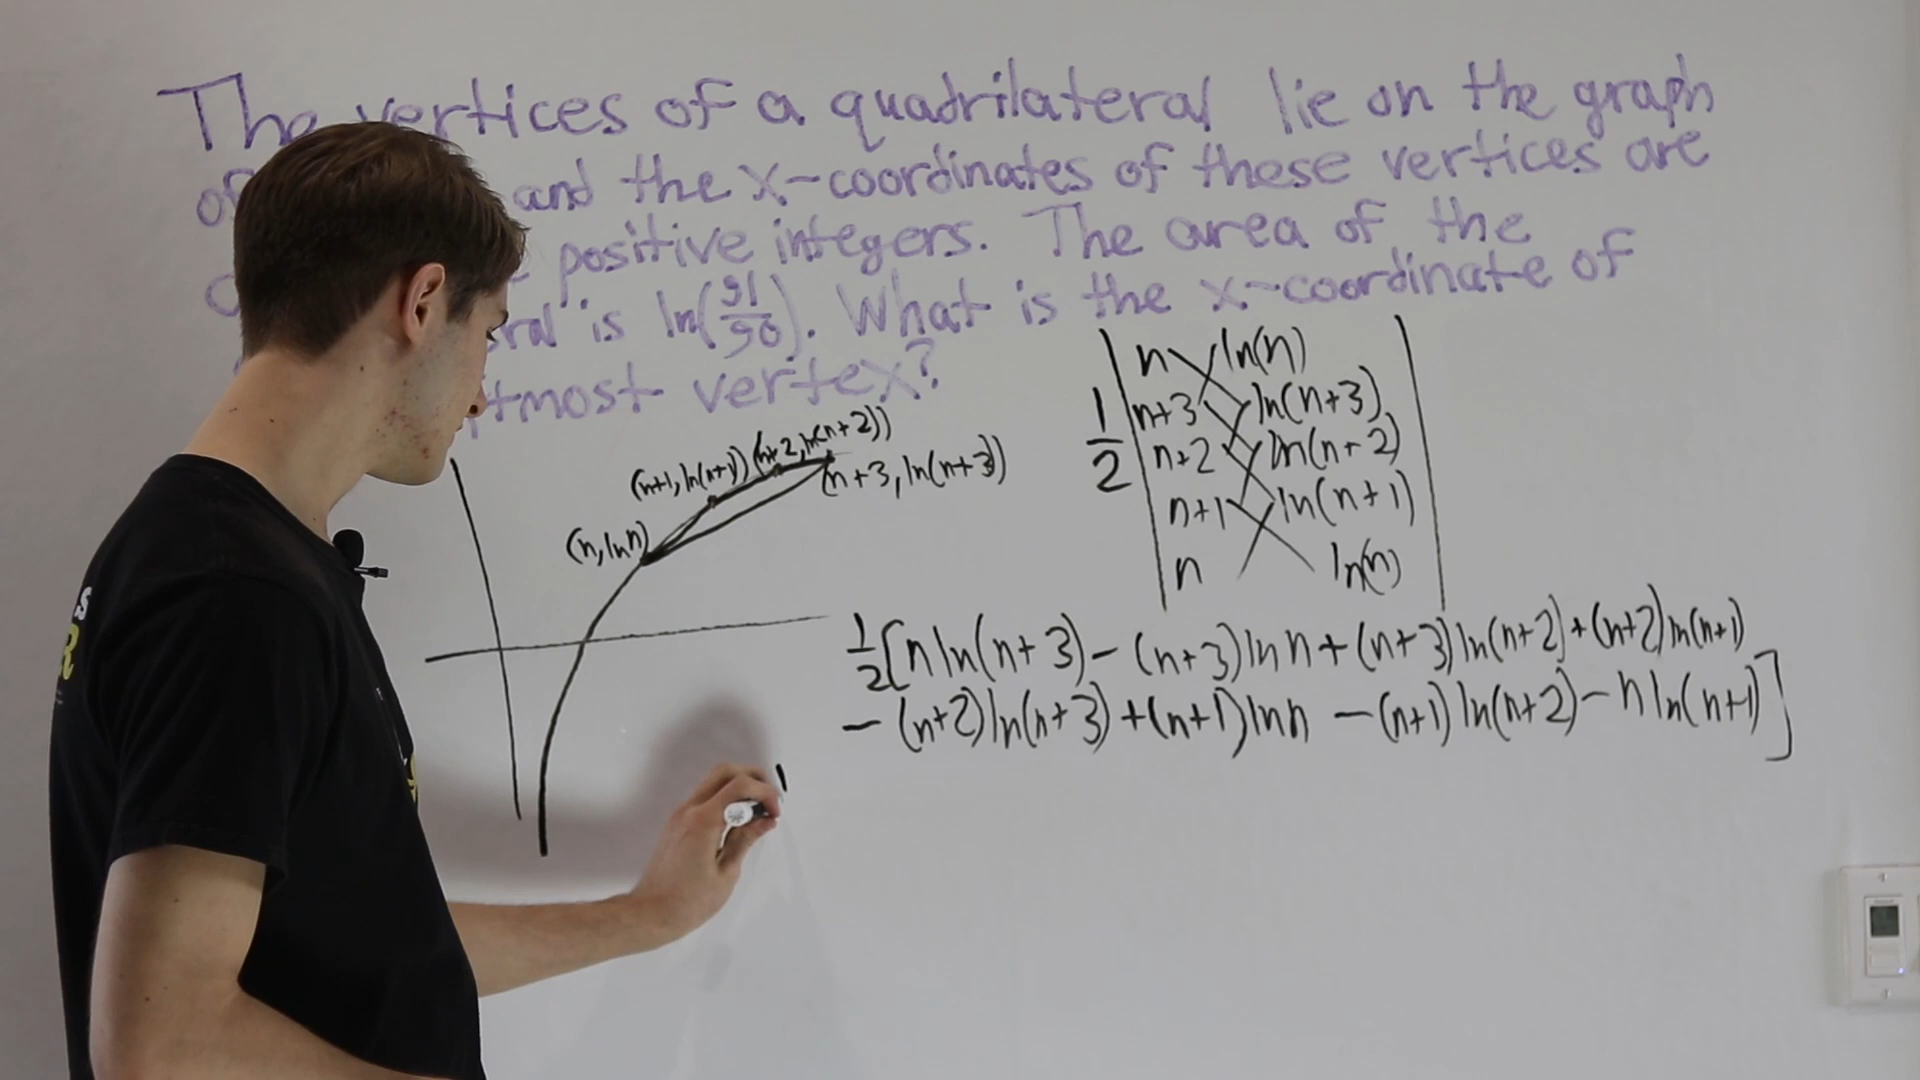 The vertices of a quadrilateral lie on the graph
of and the x-coordinates of these vertices are
positive integers. The area of the
is ln(91/90). What is the x-coordinate of
vertex?
(n+1, ln(n+1)) (n+2, ln(n+2))
(n+3, ln(n+3))
(n, ln n)
1/2
n ln(n)
n+3 ln(n+3)
n+2 ln(n+2)
n+1 ln(n+1)
n ln(n)
1/2[n ln(n+3) - (n+3) ln n + (n+3) ln(n+2) + (n+2) ln(n+1)
- (n+2) ln(n+3) + (n+1) ln n - (n+1) ln(n+2) - n ln(n+1)]